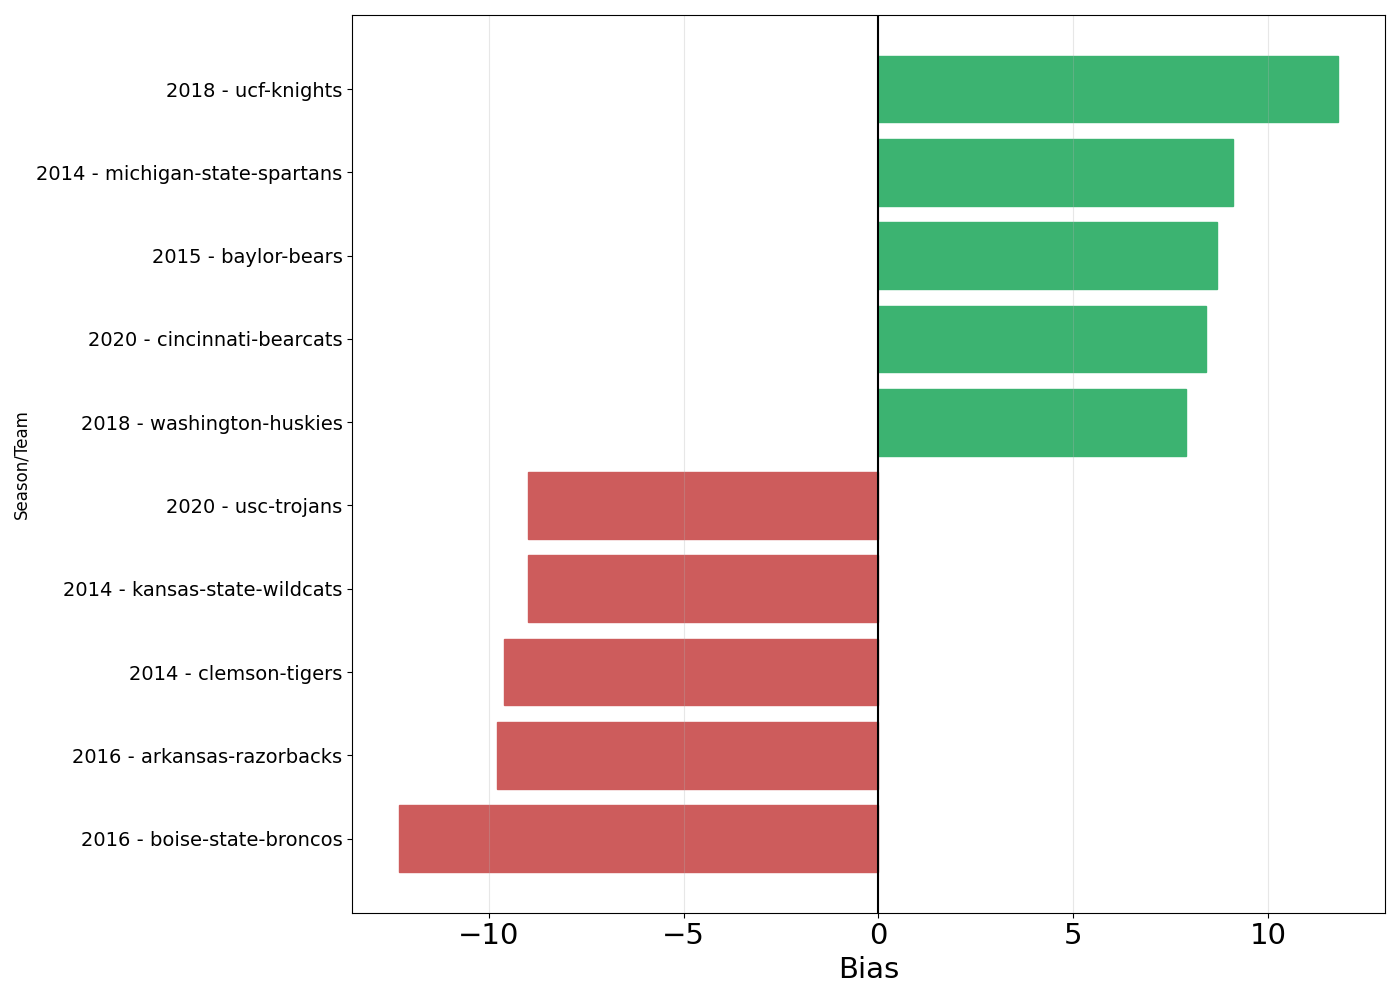 2018 - ucf-knights
2014 - michigan-state-spartans
2015 - baylor-bears
2020 - cincinnati-bearcats
2018 - washington-huskies
2020 - usc-trojans
2014 - kansas-state-wildcats
2014 - clemson-tigers
2016 - arkansas-razorbacks
2016 - boise-state-broncos
Season/Team
−10 −5 0 5 10
Bias